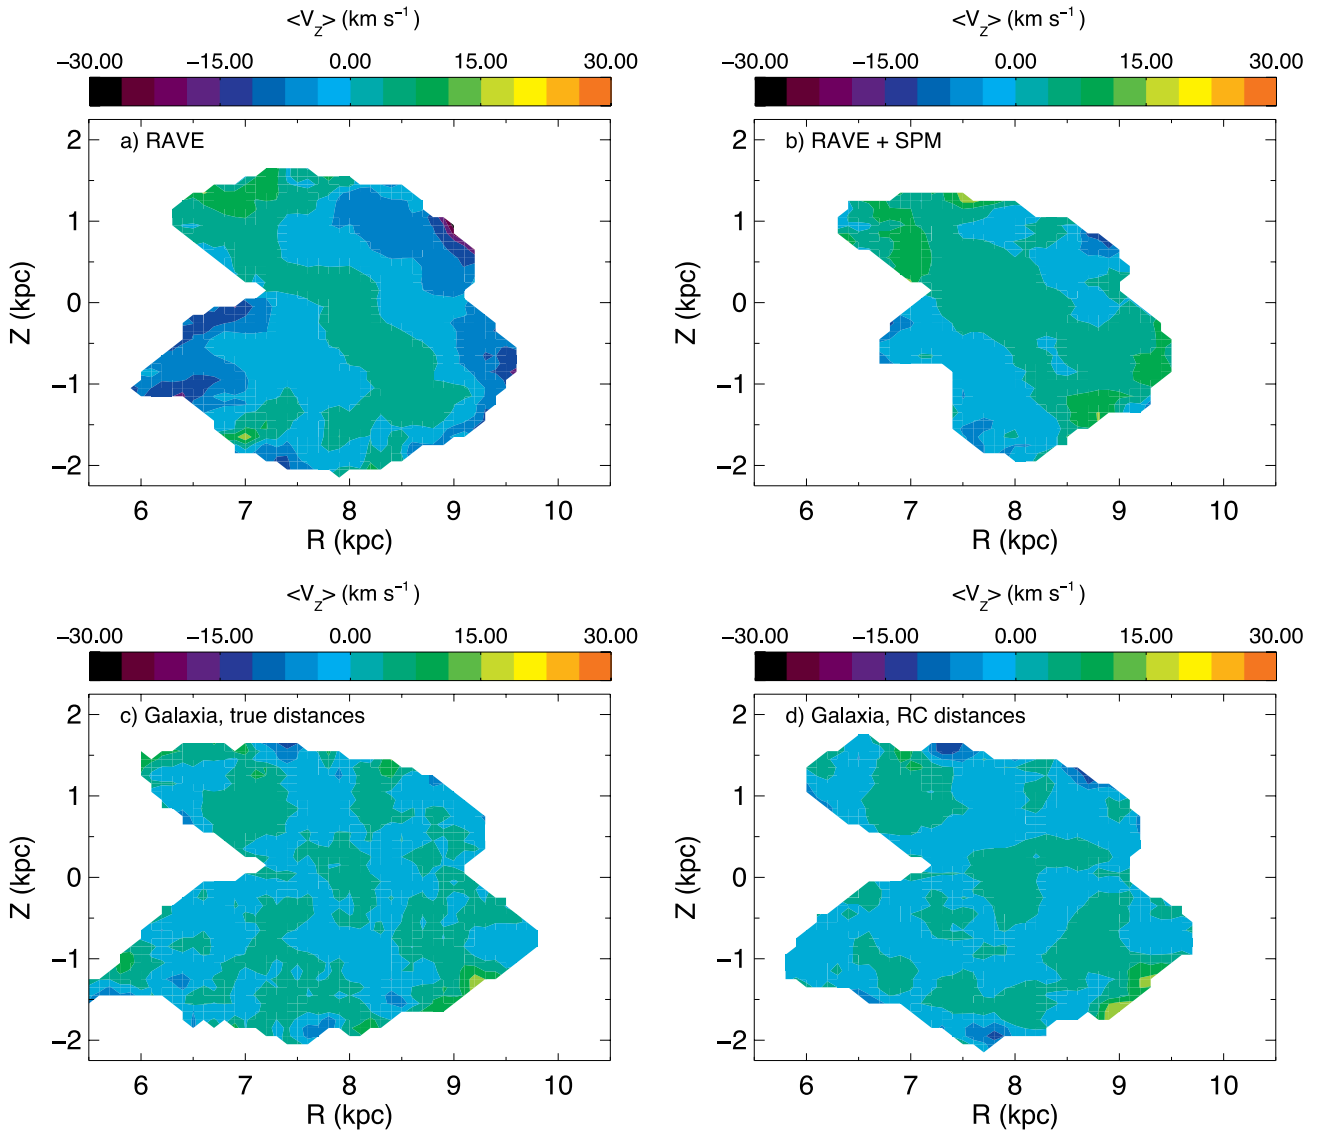 <V_Z> (km s⁻¹)
−30.00 −15.00 0.00 15.00 30.00
a) RAVE
2
1
0
−1
−2
Z (kpc)
6 7 8 9 10
R (kpc)
<V_Z> (km s⁻¹)
−30.00 −15.00 0.00 15.00 30.00
b) RAVE + SPM
2
1
0
−1
−2
Z (kpc)
6 7 8 9 10
R (kpc)
<V_Z> (km s⁻¹)
−30.00 −15.00 0.00 15.00 30.00
c) Galaxia, true distances
2
1
0
−1
−2
Z (kpc)
6 7 8 9 10
R (kpc)
<V_Z> (km s⁻¹)
−30.00 −15.00 0.00 15.00 30.00
d) Galaxia, RC distances
2
1
0
−1
−2
Z (kpc)
6 7 8 9 10
R (kpc)